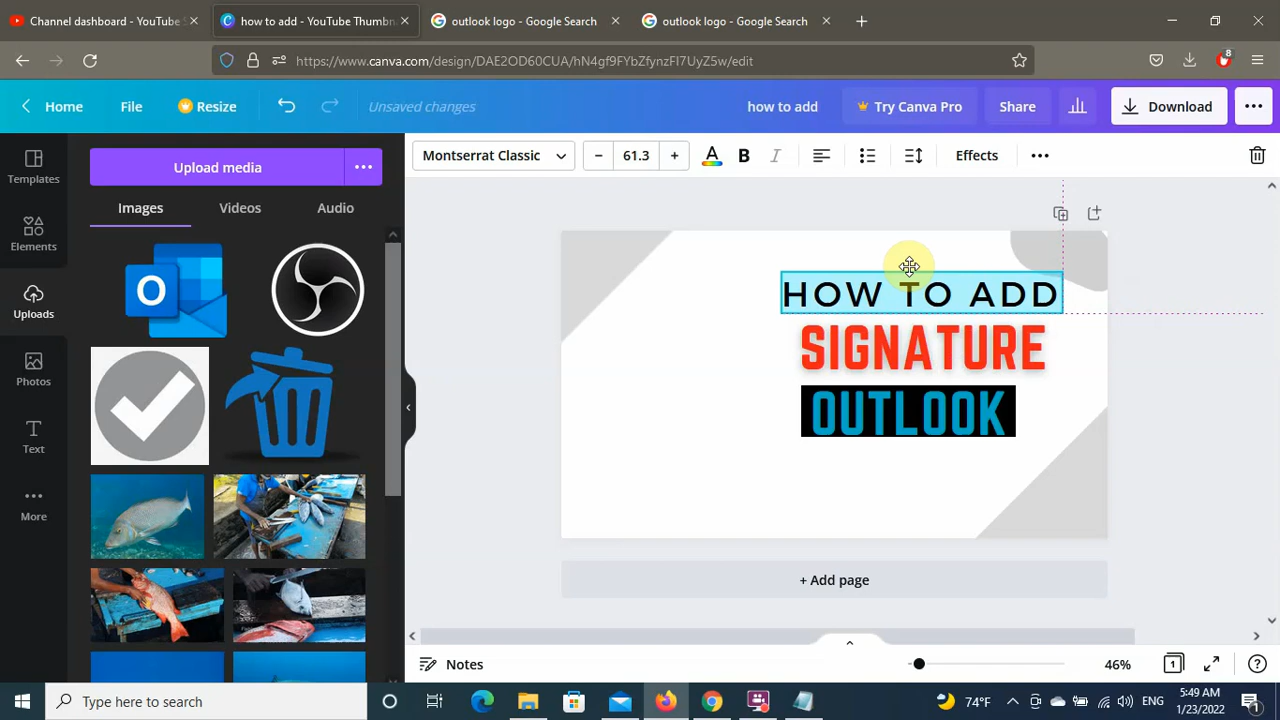 Channel dashboard - YouTube S
how to add - YouTube Thumbn
outlook logo - Google Search
outlook logo - Google Search
https://www.canva.com/design/DAE2OD60CUA/hN4gf9FYbZfynzFI7UyZ5w/edit
8
Home
File
Resize
Unsaved changes
how to add
Try Canva Pro
Share
Download
Templates
Elements
Uploads
Photos
Text
More
Upload media
Images
Videos
Audio
O
Montserrat Classic
61.3
A
B
I
Effects
HOW TO ADD
SIGNATURE
OUTLOOK
+ Add page
Notes
46%
1
?
Type here to search
74°F
ENG
5:49 AM
1/23/2022
1